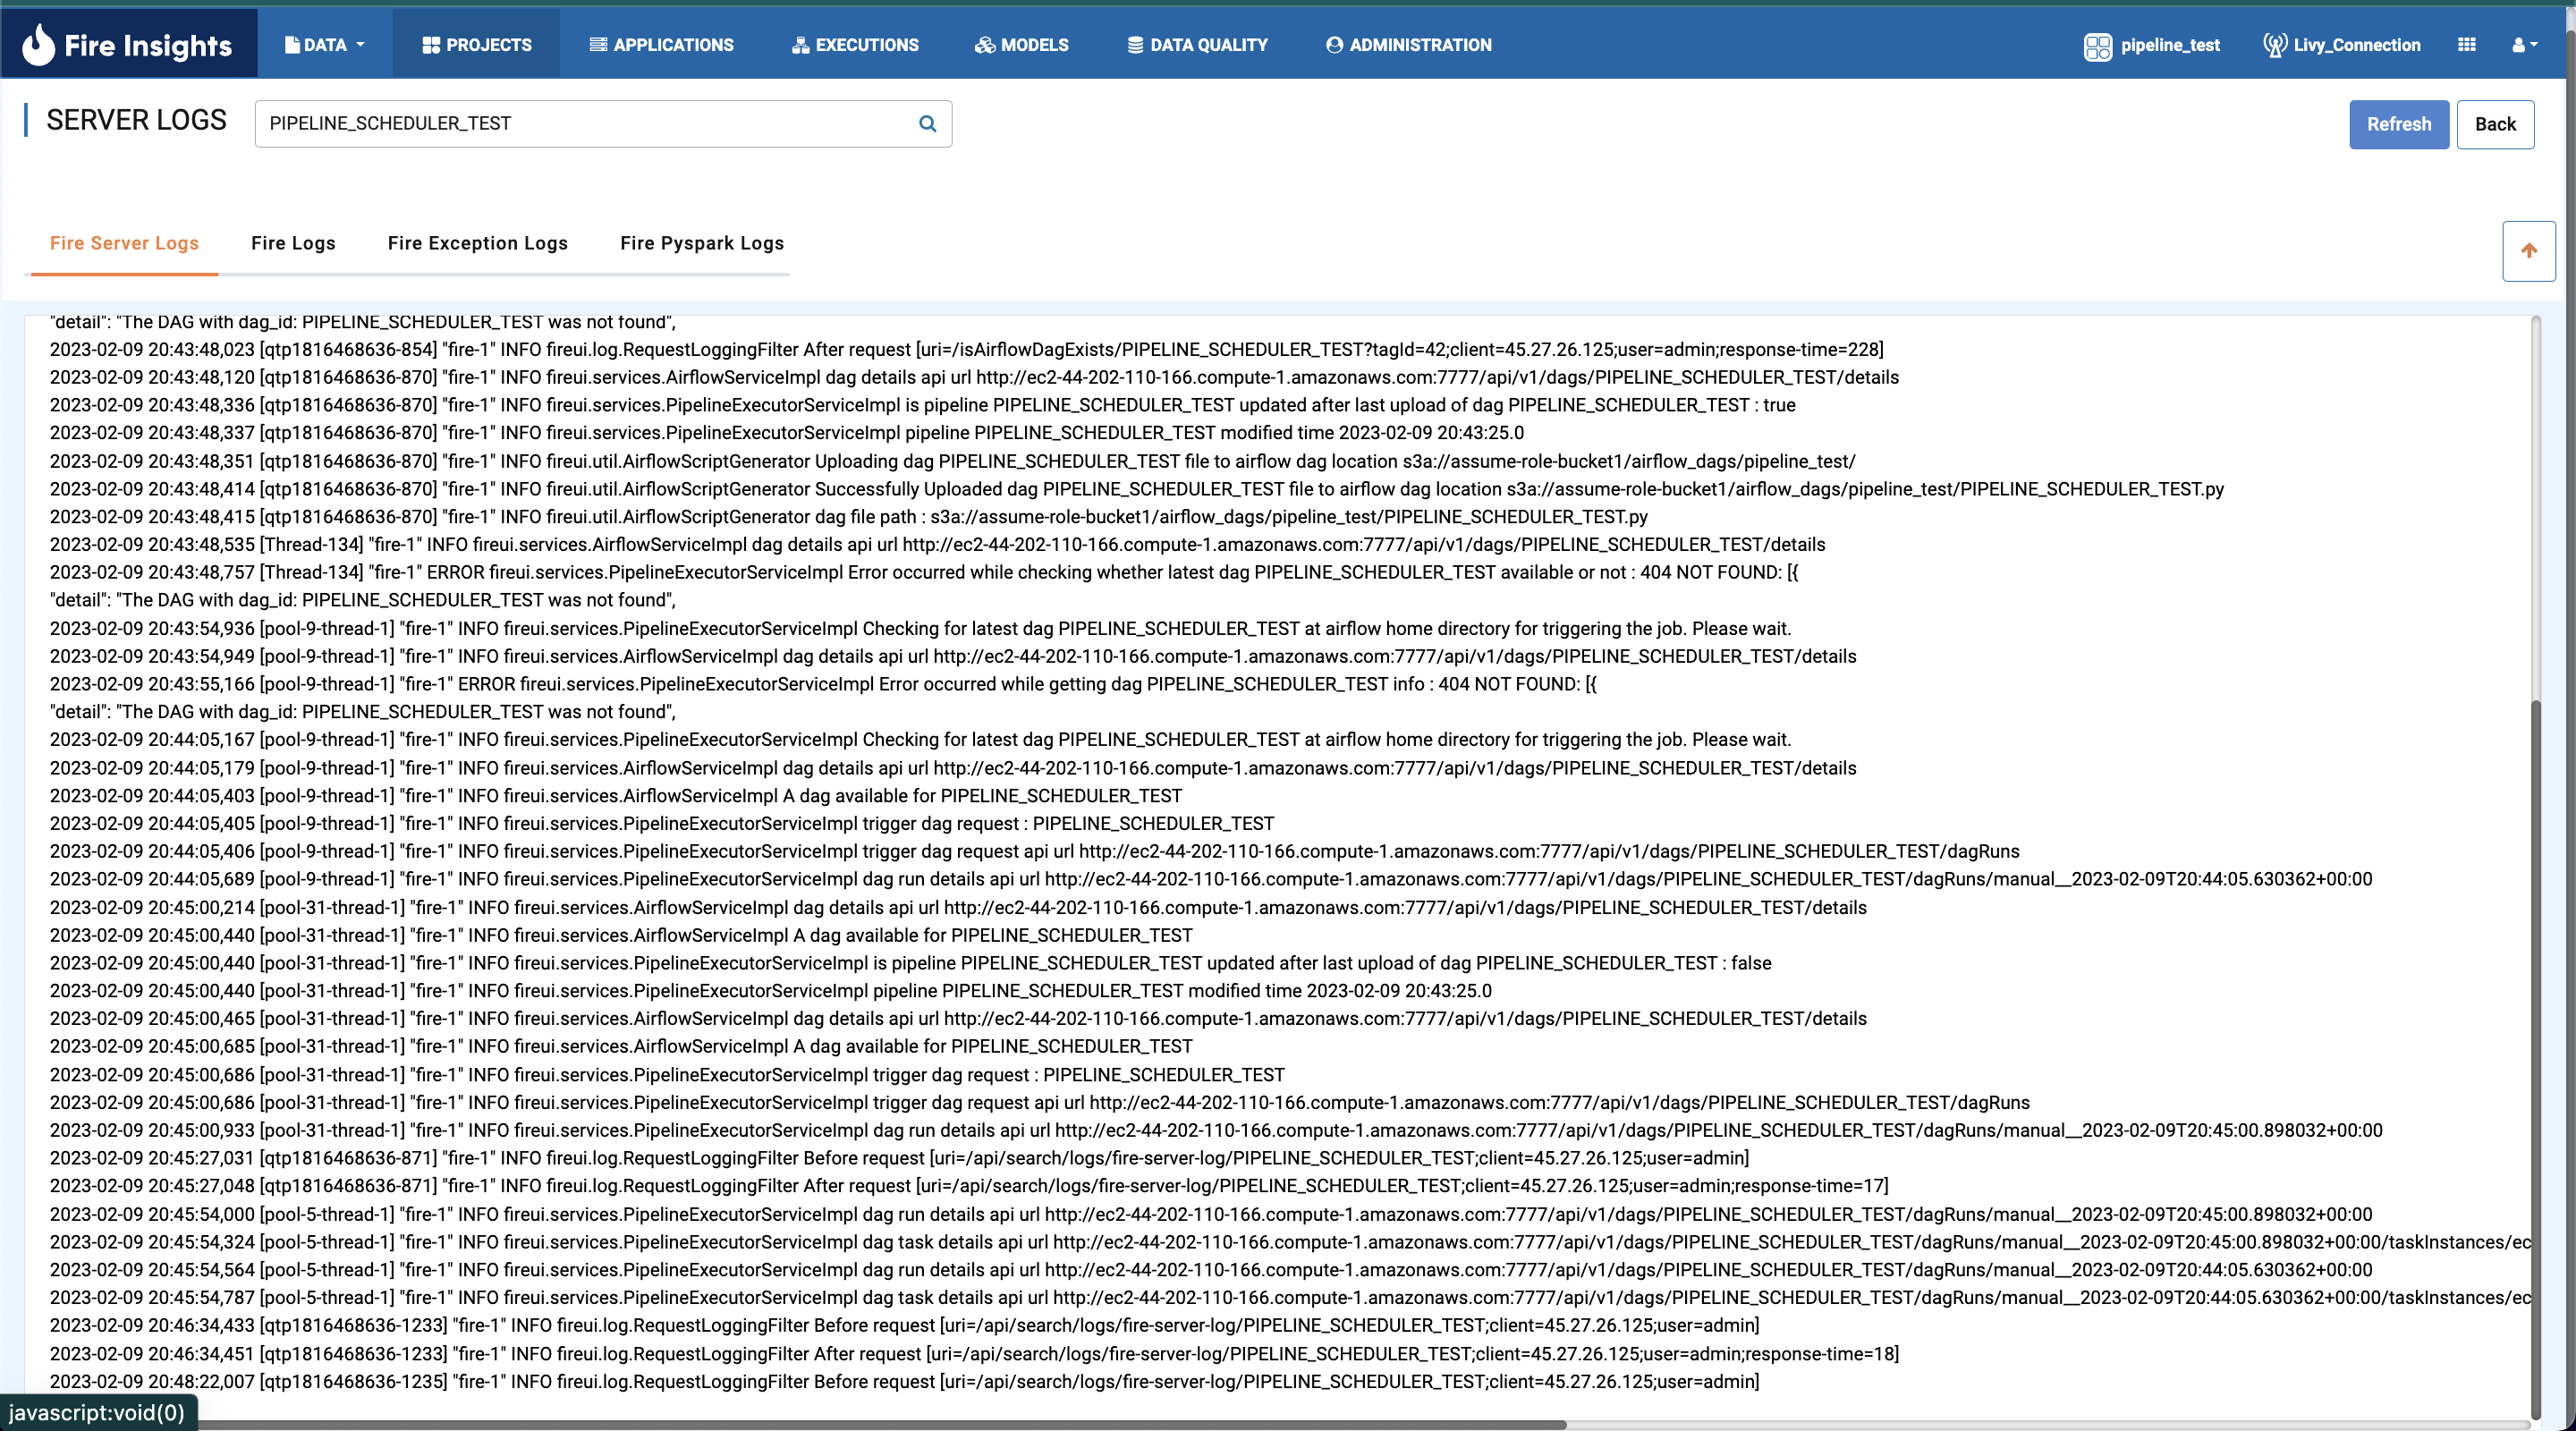 Fire Insights DATA PROJECTS APPLICATIONS EXECUTIONS MODELS DATA QUALITY ADMINISTRATION pipeline_test Livy_Connection
SERVER LOGS PIPELINE_SCHEDULER_TEST Refresh Back
Fire Server Logs Fire Logs Fire Exception Logs Fire Pyspark Logs
"detail": "The DAG with dag_id: PIPELINE_SCHEDULER_TEST was not found",
2023-02-09 20:43:48,023 [qtp1816468636-854] "fire-1" INFO fireui.log.RequestLoggingFilter After request [uri=/isAirflowDagExists/PIPELINE_SCHEDULER_TEST?tagId=42;client=45.27.26.125;user=admin;response-time=228]
2023-02-09 20:43:48,120 [qtp1816468636-870] "fire-1" INFO fireui.services.AirflowServiceImpl dag details api url http://ec2-44-202-110-166.compute-1.amazonaws.com:7777/api/v1/dags/PIPELINE_SCHEDULER_TEST/details
2023-02-09 20:43:48,336 [qtp1816468636-870] "fire-1" INFO fireui.services.PipelineExecutorServiceImpl is pipeline PIPELINE_SCHEDULER_TEST updated after last upload of dag PIPELINE_SCHEDULER_TEST : true
2023-02-09 20:43:48,337 [qtp1816468636-870] "fire-1" INFO fireui.services.PipelineExecutorServiceImpl pipeline PIPELINE_SCHEDULER_TEST modified time 2023-02-09 20:43:25.0
2023-02-09 20:43:48,351 [qtp1816468636-870] "fire-1" INFO fireui.util.AirflowScriptGenerator Uploading dag PIPELINE_SCHEDULER_TEST file to airflow dag location s3a://assume-role-bucket1/airflow_dags/pipeline_test/
2023-02-09 20:43:48,414 [qtp1816468636-870] "fire-1" INFO fireui.util.AirflowScriptGenerator Successfully Uploaded dag PIPELINE_SCHEDULER_TEST file to airflow dag location s3a://assume-role-bucket1/airflow_dags/pipeline_test/PIPELINE_SCHEDULER_TEST.py
2023-02-09 20:43:48,415 [qtp1816468636-870] "fire-1" INFO fireui.util.AirflowScriptGenerator dag file path : s3a://assume-role-bucket1/airflow_dags/pipeline_test/PIPELINE_SCHEDULER_TEST.py
2023-02-09 20:43:48,535 [Thread-134] "fire-1" INFO fireui.services.AirflowServiceImpl dag details api url http://ec2-44-202-110-166.compute-1.amazonaws.com:7777/api/v1/dags/PIPELINE_SCHEDULER_TEST/details
2023-02-09 20:43:48,757 [Thread-134] "fire-1" ERROR fireui.services.PipelineExecutorServiceImpl Error occurred while checking whether latest dag PIPELINE_SCHEDULER_TEST available or not : 404 NOT FOUND: [{
"detail": "The DAG with dag_id: PIPELINE_SCHEDULER_TEST was not found",
2023-02-09 20:43:54,936 [pool-9-thread-1] "fire-1" INFO fireui.services.PipelineExecutorServiceImpl Checking for latest dag PIPELINE_SCHEDULER_TEST at airflow home directory for triggering the job. Please wait.
2023-02-09 20:43:54,949 [pool-9-thread-1] "fire-1" INFO fireui.services.AirflowServiceImpl dag details api url http://ec2-44-202-110-166.compute-1.amazonaws.com:7777/api/v1/dags/PIPELINE_SCHEDULER_TEST/details
2023-02-09 20:43:55,166 [pool-9-thread-1] "fire-1" ERROR fireui.services.PipelineExecutorServiceImpl Error occurred while getting dag PIPELINE_SCHEDULER_TEST info : 404 NOT FOUND: [{
"detail": "The DAG with dag_id: PIPELINE_SCHEDULER_TEST was not found",
2023-02-09 20:44:05,167 [pool-9-thread-1] "fire-1" INFO fireui.services.PipelineExecutorServiceImpl Checking for latest dag PIPELINE_SCHEDULER_TEST at airflow home directory for triggering the job. Please wait.
2023-02-09 20:44:05,179 [pool-9-thread-1] "fire-1" INFO fireui.services.AirflowServiceImpl dag details api url http://ec2-44-202-110-166.compute-1.amazonaws.com:7777/api/v1/dags/PIPELINE_SCHEDULER_TEST/details
2023-02-09 20:44:05,403 [pool-9-thread-1] "fire-1" INFO fireui.services.AirflowServiceImpl A dag available for PIPELINE_SCHEDULER_TEST
2023-02-09 20:44:05,405 [pool-9-thread-1] "fire-1" INFO fireui.services.PipelineExecutorServiceImpl trigger dag request : PIPELINE_SCHEDULER_TEST
2023-02-09 20:44:05,406 [pool-9-thread-1] "fire-1" INFO fireui.services.PipelineExecutorServiceImpl trigger dag request api url http://ec2-44-202-110-166.compute-1.amazonaws.com:7777/api/v1/dags/PIPELINE_SCHEDULER_TEST/dagRuns
2023-02-09 20:44:05,689 [pool-9-thread-1] "fire-1" INFO fireui.services.PipelineExecutorServiceImpl dag run details api url http://ec2-44-202-110-166.compute-1.amazonaws.com:7777/api/v1/dags/PIPELINE_SCHEDULER_TEST/dagRuns/manual__2023-02-09T20:44:05.630362+00:00
2023-02-09 20:45:00,214 [pool-31-thread-1] "fire-1" INFO fireui.services.AirflowServiceImpl dag details api url http://ec2-44-202-110-166.compute-1.amazonaws.com:7777/api/v1/dags/PIPELINE_SCHEDULER_TEST/details
2023-02-09 20:45:00,440 [pool-31-thread-1] "fire-1" INFO fireui.services.AirflowServiceImpl A dag available for PIPELINE_SCHEDULER_TEST
2023-02-09 20:45:00,440 [pool-31-thread-1] "fire-1" INFO fireui.services.PipelineExecutorServiceImpl is pipeline PIPELINE_SCHEDULER_TEST updated after last upload of dag PIPELINE_SCHEDULER_TEST : false
2023-02-09 20:45:00,440 [pool-31-thread-1] "fire-1" INFO fireui.services.PipelineExecutorServiceImpl pipeline PIPELINE_SCHEDULER_TEST modified time 2023-02-09 20:43:25.0
2023-02-09 20:45:00,465 [pool-31-thread-1] "fire-1" INFO fireui.services.AirflowServiceImpl dag details api url http://ec2-44-202-110-166.compute-1.amazonaws.com:7777/api/v1/dags/PIPELINE_SCHEDULER_TEST/details
2023-02-09 20:45:00,685 [pool-31-thread-1] "fire-1" INFO fireui.services.AirflowServiceImpl A dag available for PIPELINE_SCHEDULER_TEST
2023-02-09 20:45:00,686 [pool-31-thread-1] "fire-1" INFO fireui.services.PipelineExecutorServiceImpl trigger dag request : PIPELINE_SCHEDULER_TEST
2023-02-09 20:45:00,686 [pool-31-thread-1] "fire-1" INFO fireui.services.PipelineExecutorServiceImpl trigger dag request api url http://ec2-44-202-110-166.compute-1.amazonaws.com:7777/api/v1/dags/PIPELINE_SCHEDULER_TEST/dagRuns
2023-02-09 20:45:00,933 [pool-31-thread-1] "fire-1" INFO fireui.services.PipelineExecutorServiceImpl dag run details api url http://ec2-44-202-110-166.compute-1.amazonaws.com:7777/api/v1/dags/PIPELINE_SCHEDULER_TEST/dagRuns/manual__2023-02-09T20:45:00.898032+00:00
2023-02-09 20:45:27,031 [qtp1816468636-871] "fire-1" INFO fireui.log.RequestLoggingFilter Before request [uri=/api/search/logs/fire-server-log/PIPELINE_SCHEDULER_TEST;client=45.27.26.125;user=admin]
2023-02-09 20:45:27,048 [qtp1816468636-871] "fire-1" INFO fireui.log.RequestLoggingFilter After request [uri=/api/search/logs/fire-server-log/PIPELINE_SCHEDULER_TEST;client=45.27.26.125;user=admin;response-time=17]
2023-02-09 20:45:54,000 [pool-5-thread-1] "fire-1" INFO fireui.services.PipelineExecutorServiceImpl dag run details api url http://ec2-44-202-110-166.compute-1.amazonaws.com:7777/api/v1/dags/PIPELINE_SCHEDULER_TEST/dagRuns/manual__2023-02-09T20:45:00.898032+00:00
2023-02-09 20:45:54,324 [pool-5-thread-1] "fire-1" INFO fireui.services.PipelineExecutorServiceImpl dag task details api url http://ec2-44-202-110-166.compute-1.amazonaws.com:7777/api/v1/dags/PIPELINE_SCHEDULER_TEST/dagRuns/manual__2023-02-09T20:45:00.898032+00:00/taskInstances/ec
2023-02-09 20:45:54,564 [pool-5-thread-1] "fire-1" INFO fireui.services.PipelineExecutorServiceImpl dag run details api url http://ec2-44-202-110-166.compute-1.amazonaws.com:7777/api/v1/dags/PIPELINE_SCHEDULER_TEST/dagRuns/manual__2023-02-09T20:44:05.630362+00:00
2023-02-09 20:45:54,787 [pool-5-thread-1] "fire-1" INFO fireui.services.PipelineExecutorServiceImpl dag task details api url http://ec2-44-202-110-166.compute-1.amazonaws.com:7777/api/v1/dags/PIPELINE_SCHEDULER_TEST/dagRuns/manual__2023-02-09T20:44:05.630362+00:00/taskInstances/ec
2023-02-09 20:46:34,433 [qtp1816468636-1233] "fire-1" INFO fireui.log.RequestLoggingFilter Before request [uri=/api/search/logs/fire-server-log/PIPELINE_SCHEDULER_TEST;client=45.27.26.125;user=admin]
2023-02-09 20:46:34,451 [qtp1816468636-1233] "fire-1" INFO fireui.log.RequestLoggingFilter After request [uri=/api/search/logs/fire-server-log/PIPELINE_SCHEDULER_TEST;client=45.27.26.125;user=admin;response-time=18]
2023-02-09 20:48:22,007 [qtp1816468636-1235] "fire-1" INFO fireui.log.RequestLoggingFilter Before request [uri=/api/search/logs/fire-server-log/PIPELINE_SCHEDULER_TEST;client=45.27.26.125;user=admin]
javascript:void(0)